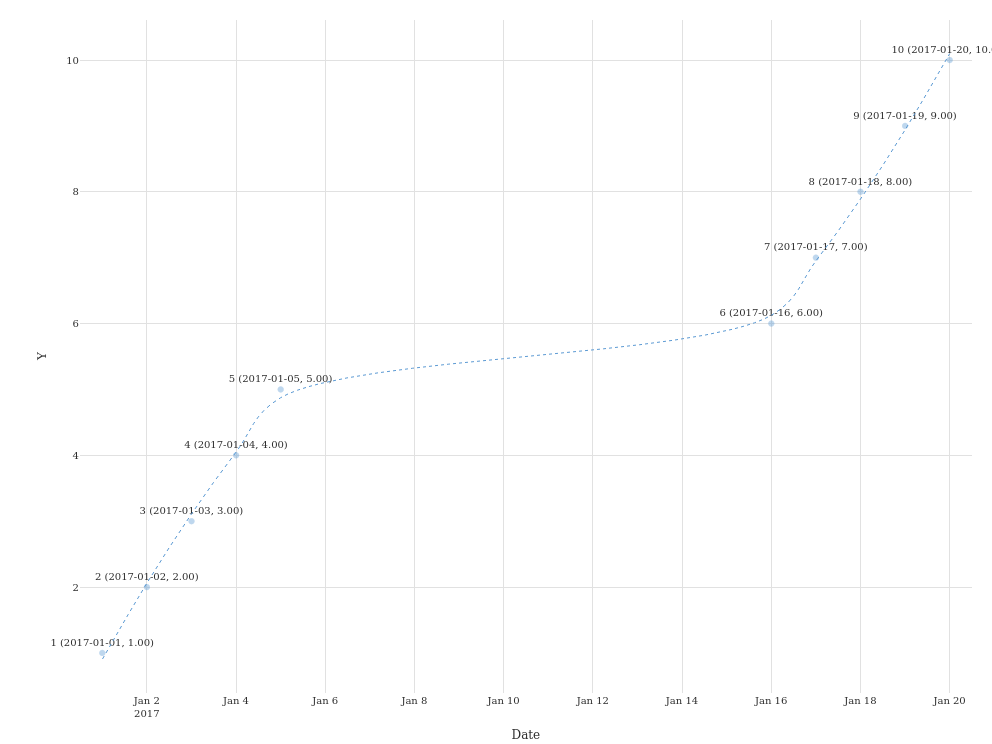 10 (2017-01-20, 10.
10
9 (2017-01-19, 9.00)
8 (2017-01-18, 8.00)
8
7 (2017-01-17, 7.00)
6 (2017-01-16, 6.00)
6
Y
5 (2017-01-05, 5.00)
4 (2017-01-04, 4.00)
4
3 (2017-01-03, 3.00)
2 (2017-01-02, 2.00)
2
1 (2017-01-01, 1.00)
Jan 2 Jan 4 Jan 6 Jan 8 Jan 10 Jan 12 Jan 14 Jan 16 Jan 18 Jan 20
2017
Date